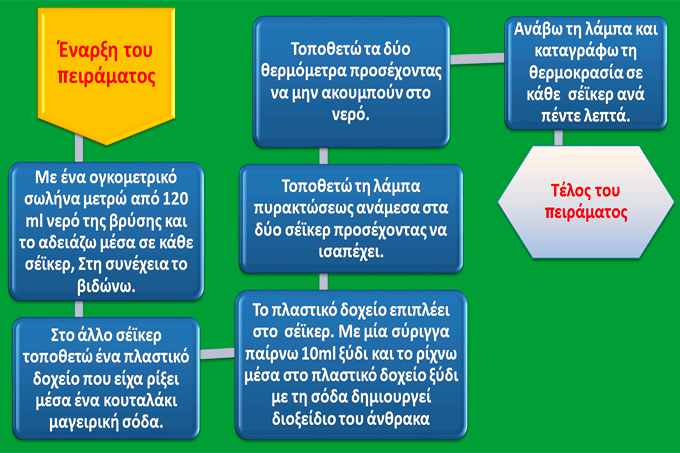 Έναρξη του
πειράματος
Με ένα ογκομετρικό
σωλήνα μετρώ από 120
ml νερό της βρύσης και
το αδειάζω μέσα σε κάθε
σέϊκερ, Στη συνέχεια το
βιδώνω.
Στο άλλο σέϊκερ
τοποθετώ ένα πλαστικό
δοχείο που είχα ρίξει
μέσα ένα κουταλάκι
μαγειρική σόδα.
Το πλαστικό δοχείο επιπλέει
στο σέϊκερ. Με μία σύριγγα
παίρνω 10ml ξύδι και το ρίχνω
μέσα στο πλαστικό δοχείο ξύδι
με τη σόδα δημιουργεί
διοξείδιο του άνθρακα
Τοποθετώ τη λάμπα
πυρακτώσεως ανάμεσα στα
δύο σέϊκερ προσέχοντας να
ισαπέχει.
Τοποθετώ τα δύο
θερμόμετρα προσέχοντας
να μην ακουμπούν στο
νερό.
Ανάβω τη λάμπα και
καταγράφω τη
θερμοκρασία σε
κάθε σέϊκερ ανά
πέντε λεπτά.
Τέλος του
πειράματος